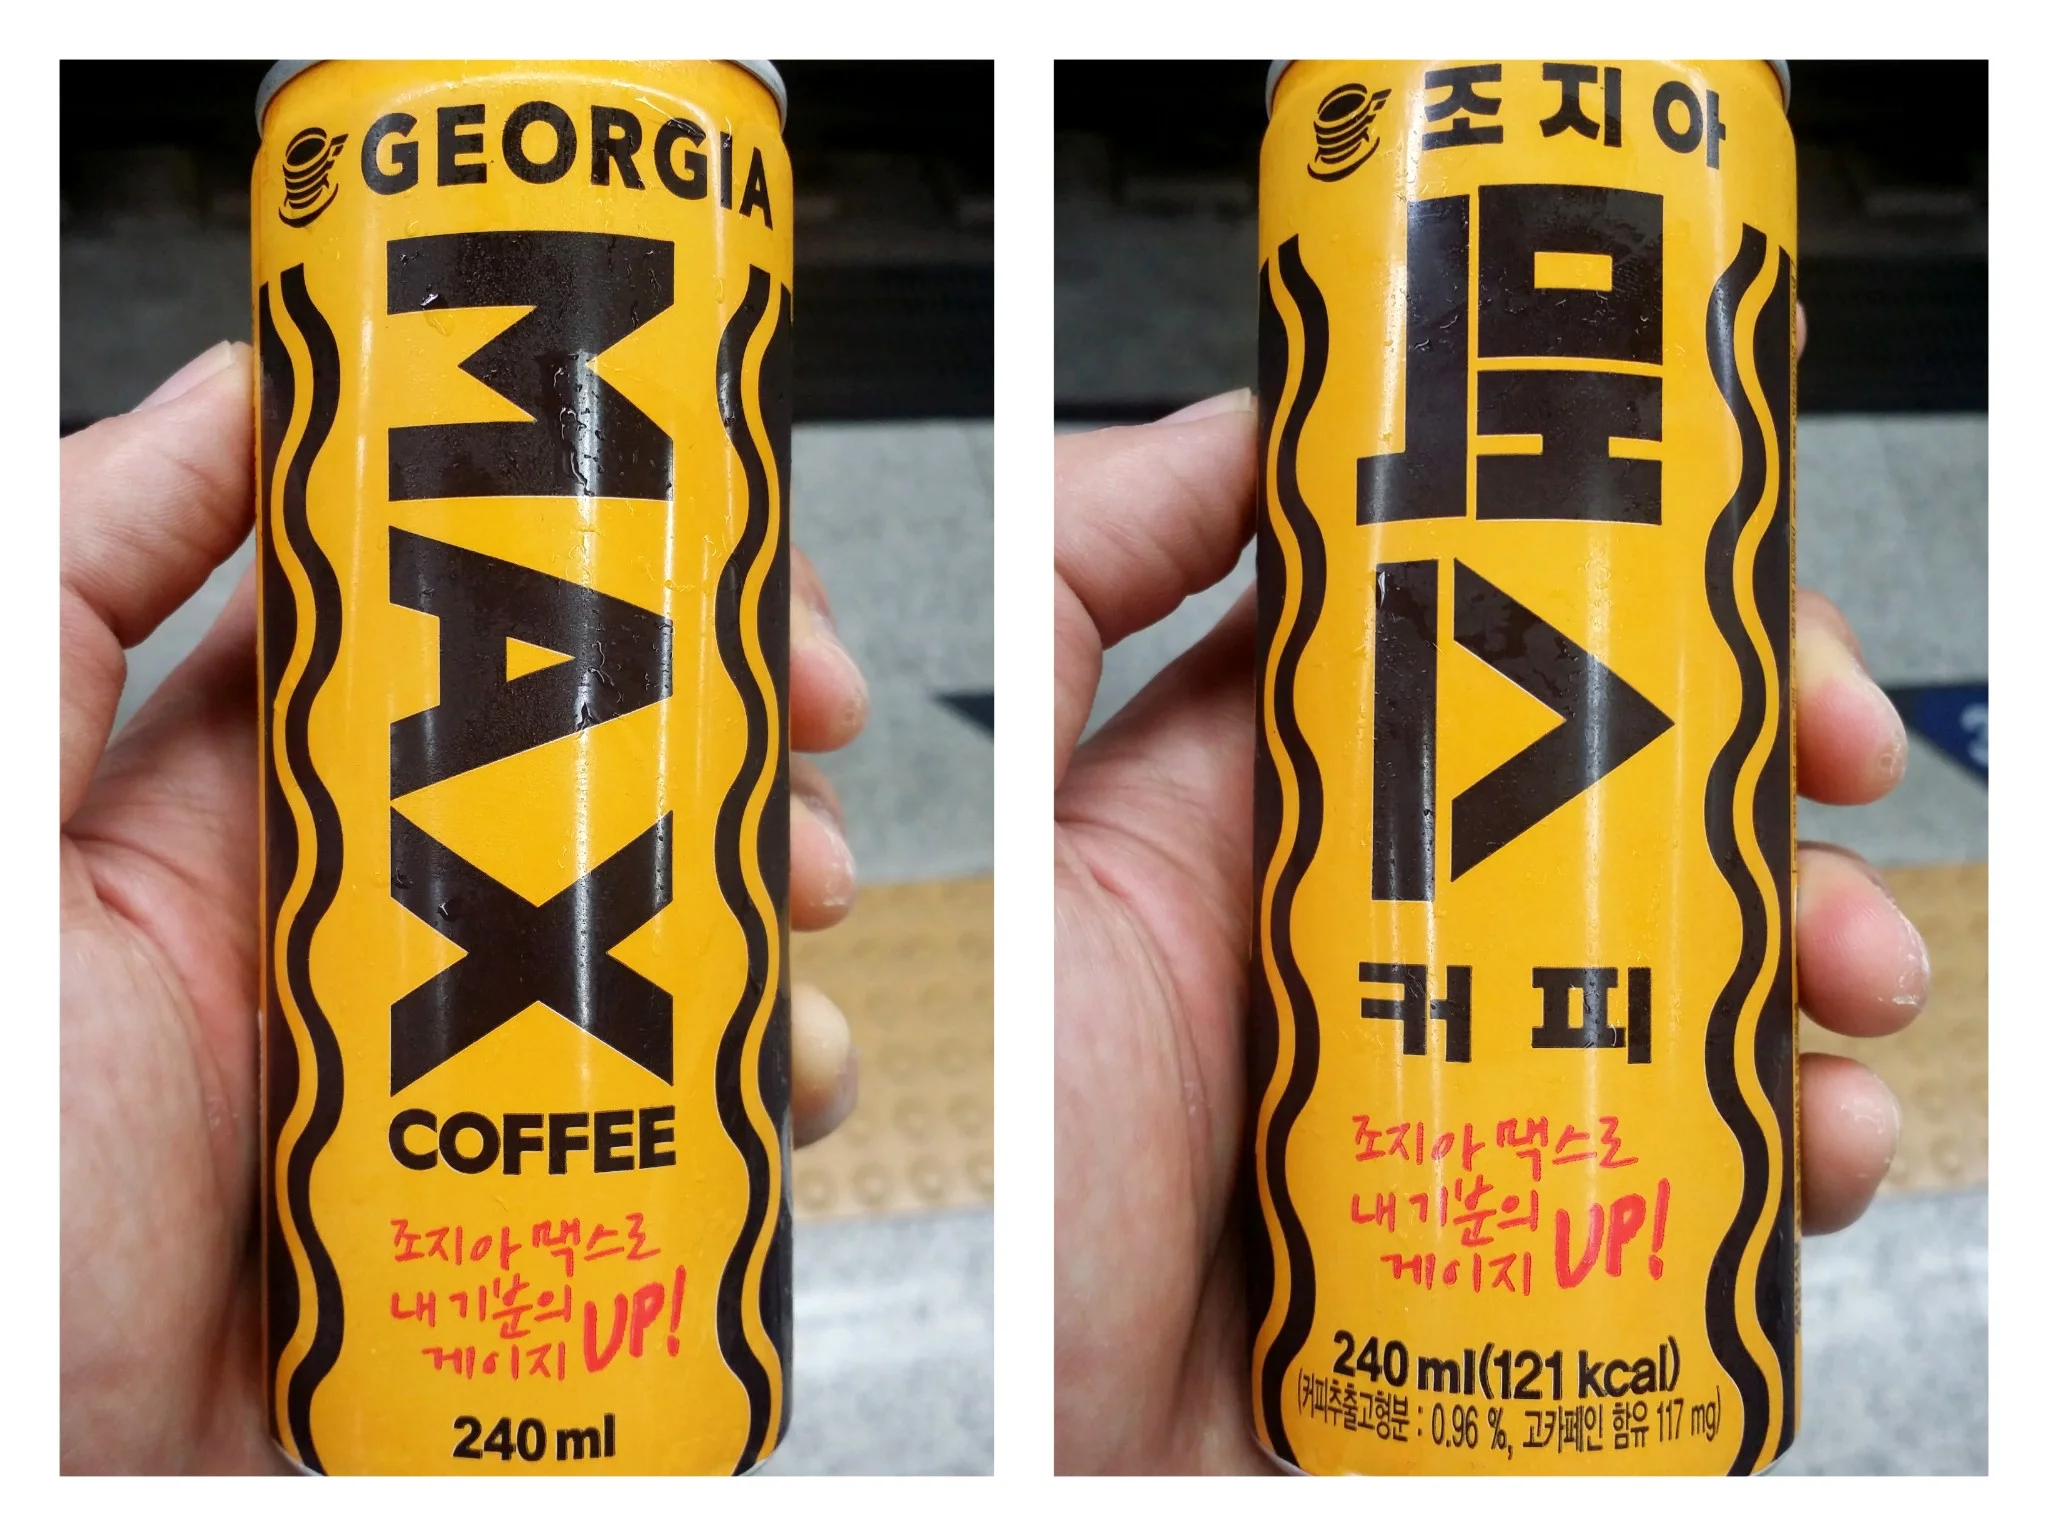 GEORGIA
MAX
COFFEE
조지아 맥스로
내 기분의
게이지 UP!
240 ml
조지아
맥스
커피
조지아 맥스로
내 기분의
게이지 UP!
240 ml(121 kcal)
(커피추출고형분 : 0.96 %, 고카페인 함유 117 mg)
3